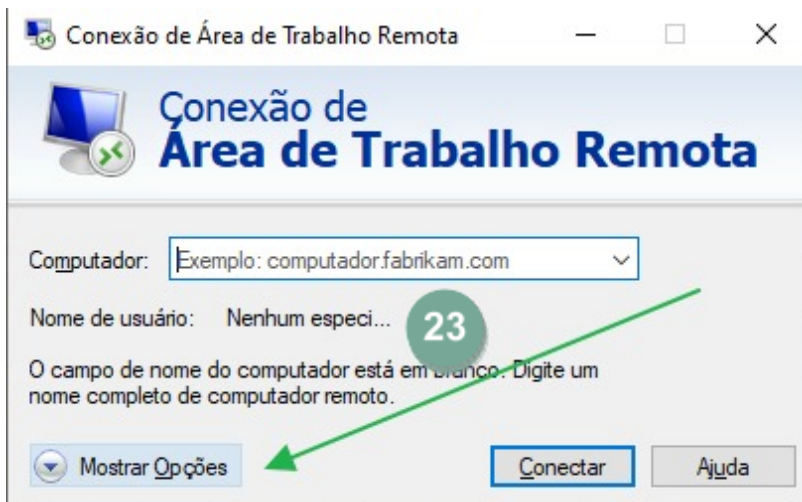 Conexão de Área de Trabalho Remota
Conexão de
Área de Trabalho Remota
Computador: Exemplo: computador.fabrikam.com
Nome de usuário: Nenhum especi...
23
O campo de nome do computador está em branco. Digite um
nome completo de computador remoto.
Mostrar Opções Conectar Ajuda